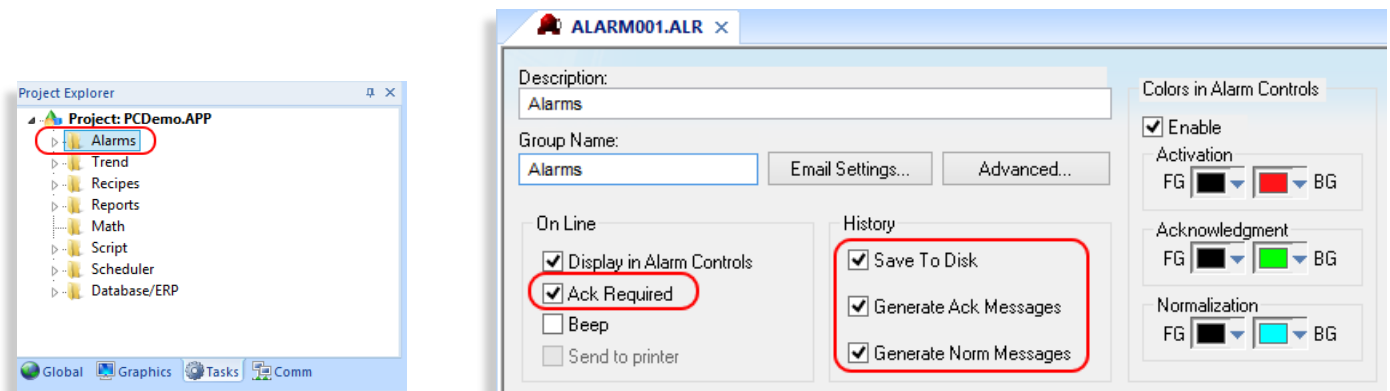 Project Explorer
Project: PCDemo.APP
Alarms
Trend
Recipes
Reports
Math
Script
Scheduler
Database/ERP
Global Graphics Tasks Comm
ALARM001.ALR
Description:
Alarms
Group Name:
Alarms
Email Settings...
Advanced...
On Line
Display in Alarm Controls
Ack Required
Beep
Send to printer
History
Save To Disk
Generate Ack Messages
Generate Norm Messages
Colors in Alarm Controls
Enable
Activation
FG BG
Acknowledgment
FG BG
Normalization
FG BG